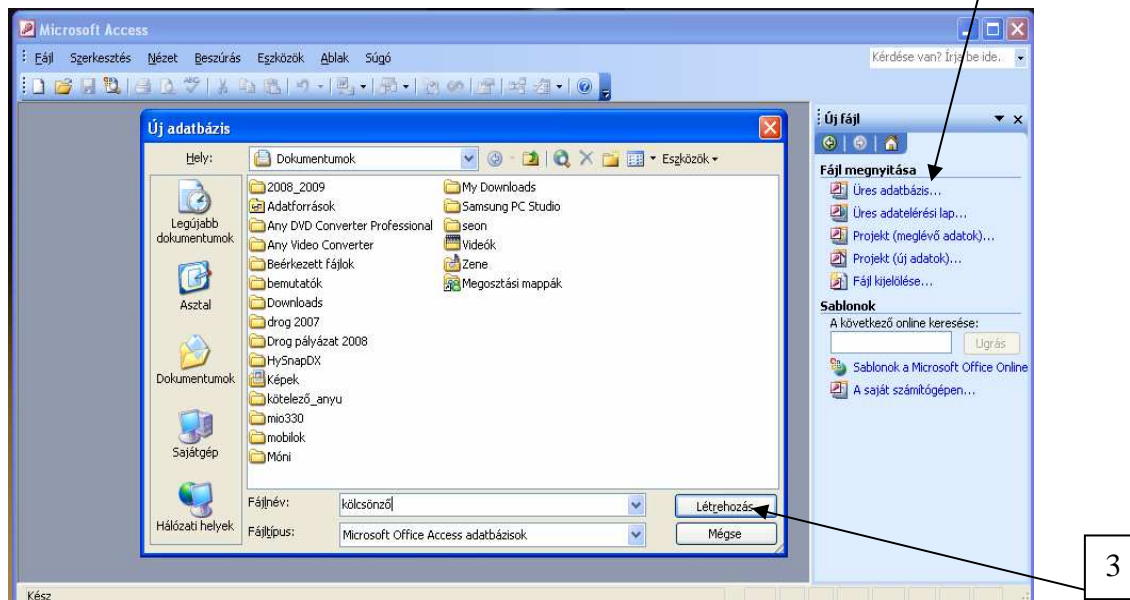 Microsoft Access
Fájl Szerkesztés Nézet Beszúrás Eszközök Ablak Súgó
Kérdése van? Írja be ide.
Új adatbázis
Hely:
Dokumentumok
Eszközök
Legújabb dokumentumok
Asztal
Dokumentumok
Sajátgép
Hálózati helyek
2008_2009
Adatforrások
Any DVD Converter Professional
Any Video Converter
Beérkezett fájlok
bemutatók
Downloads
drog 2007
Drog pályázat 2008
HySnapDX
Képek
kötelező_anyu
mio330
mobilok
Móni
My Downloads
Samsung PC Studio
seon
Videók
Zene
Megosztási mappák
Fájlnév:
kölcsönző
Létrehozás
Fájltípus:
Microsoft Office Access adatbázisok
Mégse
Új fájl
Fájl megnyitása
Üres adatbázis...
Üres adatelérési lap...
Projekt (meglévő adatok)...
Projekt (új adatok)...
Fájl kijelölése...
Sablonok
A következő online keresése:
Ugrás
Sablonok a Microsoft Office Online
A saját számítógépen...
3
Kész